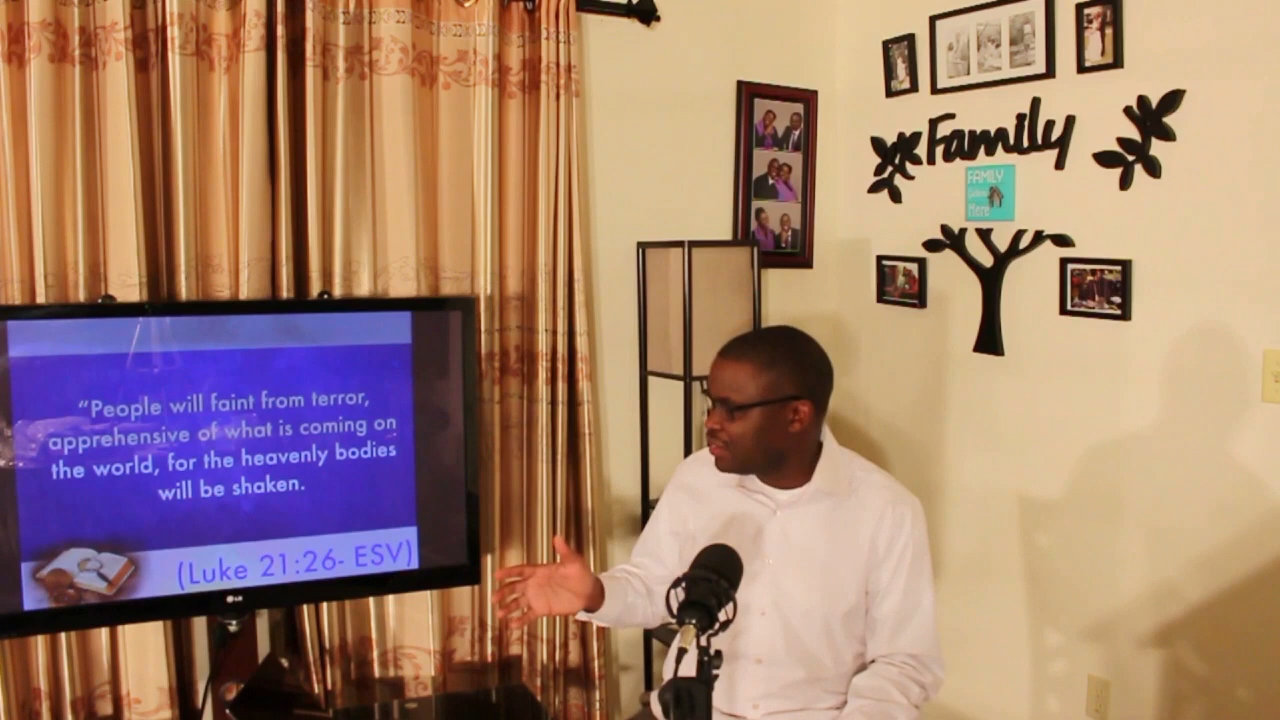 “People will faint from terror,
apprehensive of what is coming on
the world, for the heavenly bodies
will be shaken.
(Luke 21:26- ESV)
LG
Family
FAMILY
Here